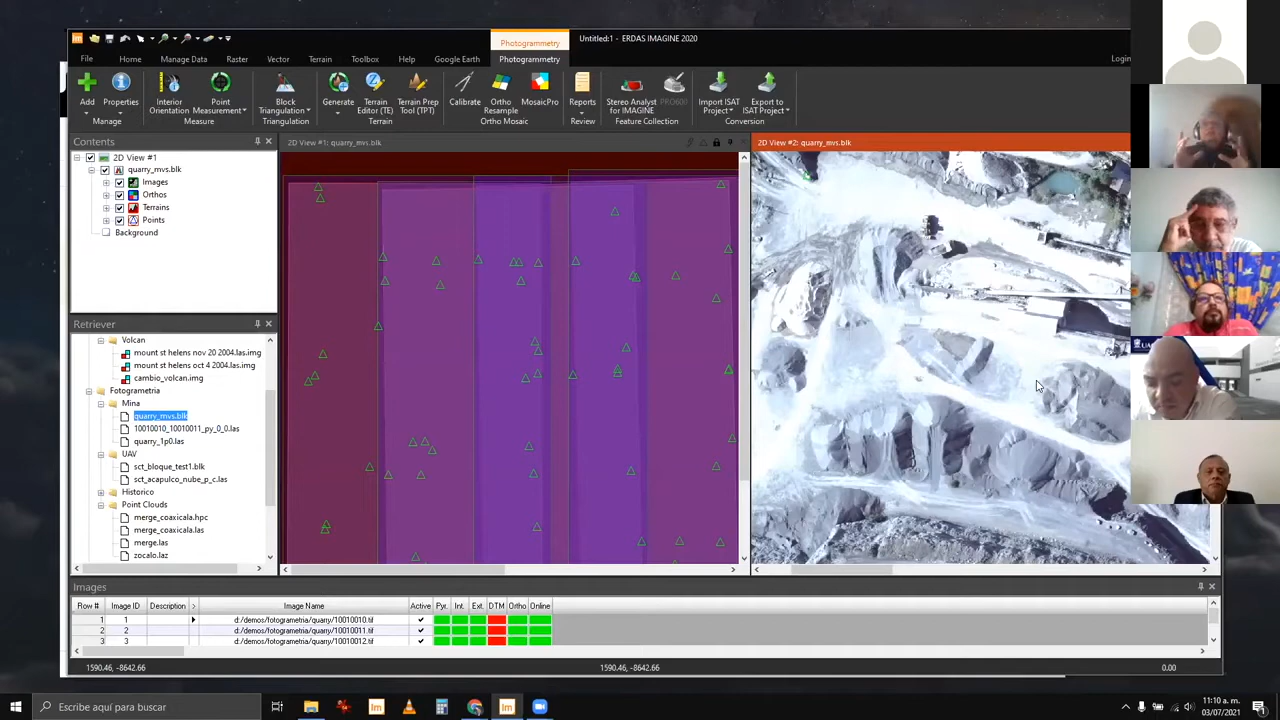 Untitled:1 - ERDAS IMAGINE 2020
Photogrammetry
File Home Manage Data Raster Vector Terrain Toolbox Help Google Earth Photogrammetry Login
Add Properties Interior Orientation Point Measurement Block Triangulation Generate Terrain Editor (TE) Terrain Prep Tool (TPT) Calibrate Ortho Resample MosaicPro Reports Stereo Analyst for IMAGINE PRO600 Import ISAT Project Export to ISAT Project
Manage Measure Triangulation Terrain Ortho Mosaic Review Feature Collection Conversion
Contents
2D View #1: quarry_mvs.blk
2D View #2: quarry_mvs.blk
2D View #1
quarry_mvs.blk
Images
Orthos
Terrains
Points
Background
Retriever
Volcan
mount st helens nov 20 2004.las.img
mount st helens oct 4 2004.las.img
cambio_volcan.img
Fotogrametria
Mina
quarry_mvs.blk
10010010_10010011_py_0_0.las
quarry_1p0.las
UAV
sct_bloque_test1.blk
sct_acapulco_nube_p_c.las
Historico
Point Clouds
merge_coaxicala.hpc
merge_coaxicala.las
merge.las
zocalo.laz
Images
Row # Image ID Description > Image Name Active Pyr. Int. Ext. DTM Ortho Online
1 1 d:/demos/fotogrametria/quarry/10010010.tif
2 2 d:/demos/fotogrametria/quarry/10010011.tif
3 3 d:/demos/fotogrametria/quarry/10010012.tif
1590.46, -8642.66 1590.46, -8642.66 0.00
Escribe aquí para buscar
11:10 a. m.
03/07/2021